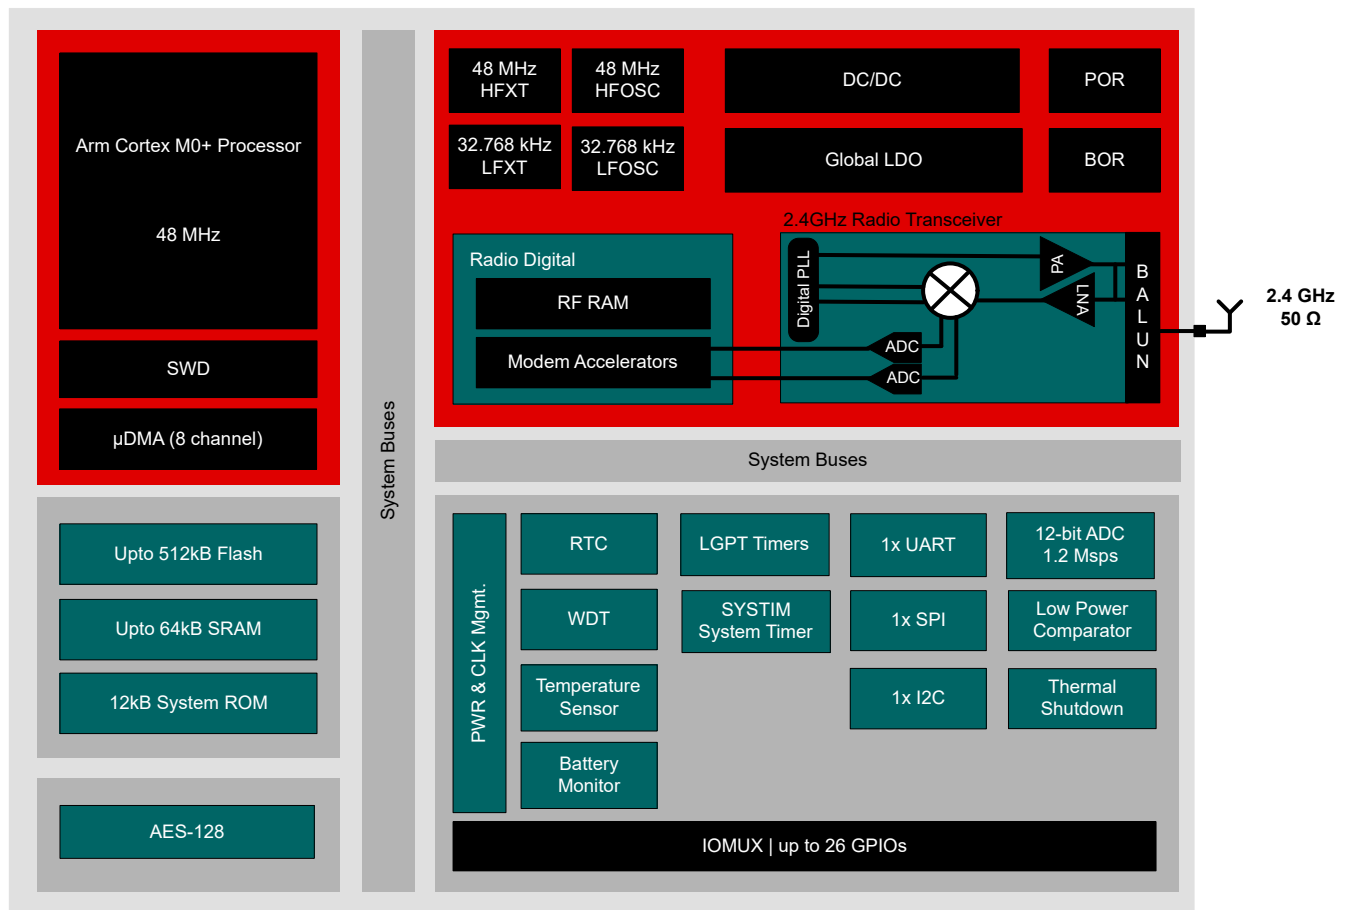 Arm Cortex M0+ Processor
48 MHz
SWD
µDMA (8 channel)
Upto 512kB Flash
Upto 64kB SRAM
12kB System ROM
AES-128
System Buses
48 MHz
HFXT
48 MHz
HFOSC
DC/DC
POR
32.768 kHz
LFXT
32.768 kHz
LFOSC
Global LDO
BOR
Radio Digital
RF RAM
Modem Accelerators
2.4GHz Radio Transceiver
Digital PLL
PA
LNA
ADC
ADC
BALUN
2.4 GHz
50 Ω
System Buses
PWR & CLK Mgmt.
RTC
WDT
Temperature
Sensor
Battery
Monitor
LGPT Timers
SYSTIM
System Timer
1x UART
1x SPI
1x I2C
12-bit ADC
1.2 Msps
Low Power
Comparator
Thermal
Shutdown
IOMUX | up to 26 GPIOs